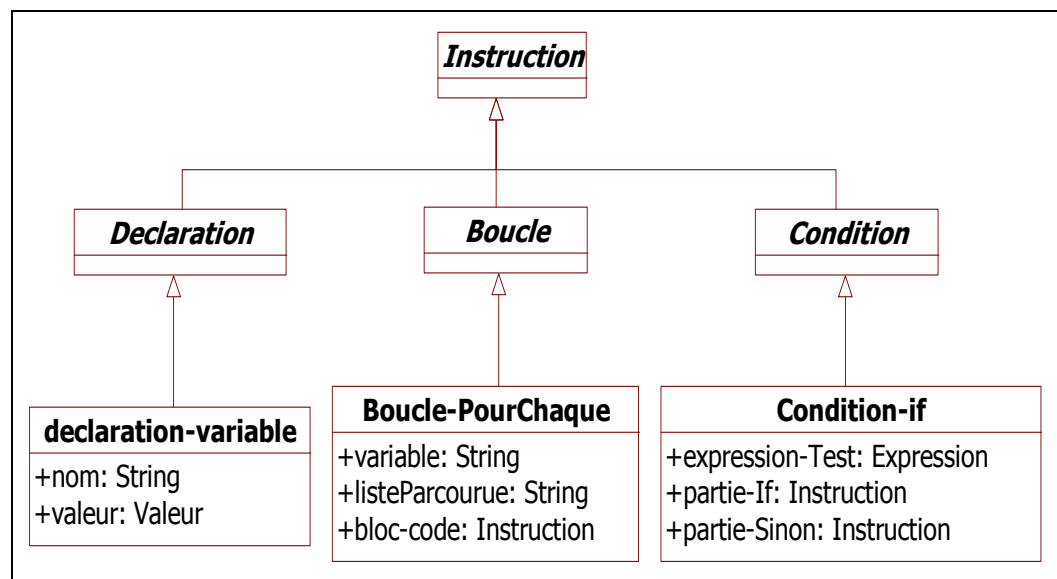 Instruction
Declaration
Boucle
Condition
declaration-variable
+nom: String
+valeur: Valeur
Boucle-PourChaque
+variable: String
+listeParcourue: String
+bloc-code: Instruction
Condition-if
+expression-Test: Expression
+partie-If: Instruction
+partie-Sinon: Instruction